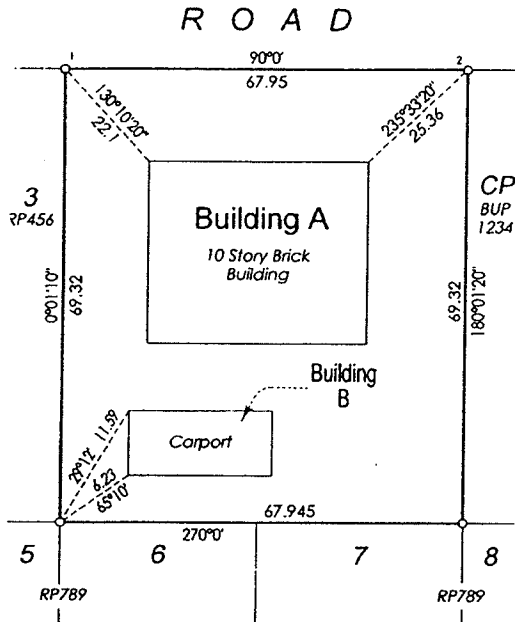 ROAD
1
90°0'
2
67.95
130°10'20"
22.1
235°33'20"
25.36
3
RP456
Building A
10 Story Brick
Building
CP
BUP
1234
0°01'10"
69.32
69.32
180°01'20"
Building
B
Carport
29°12' 11.59
6.23
65°10'
67.945
270°0'
5
6
7
8
RP789
RP789